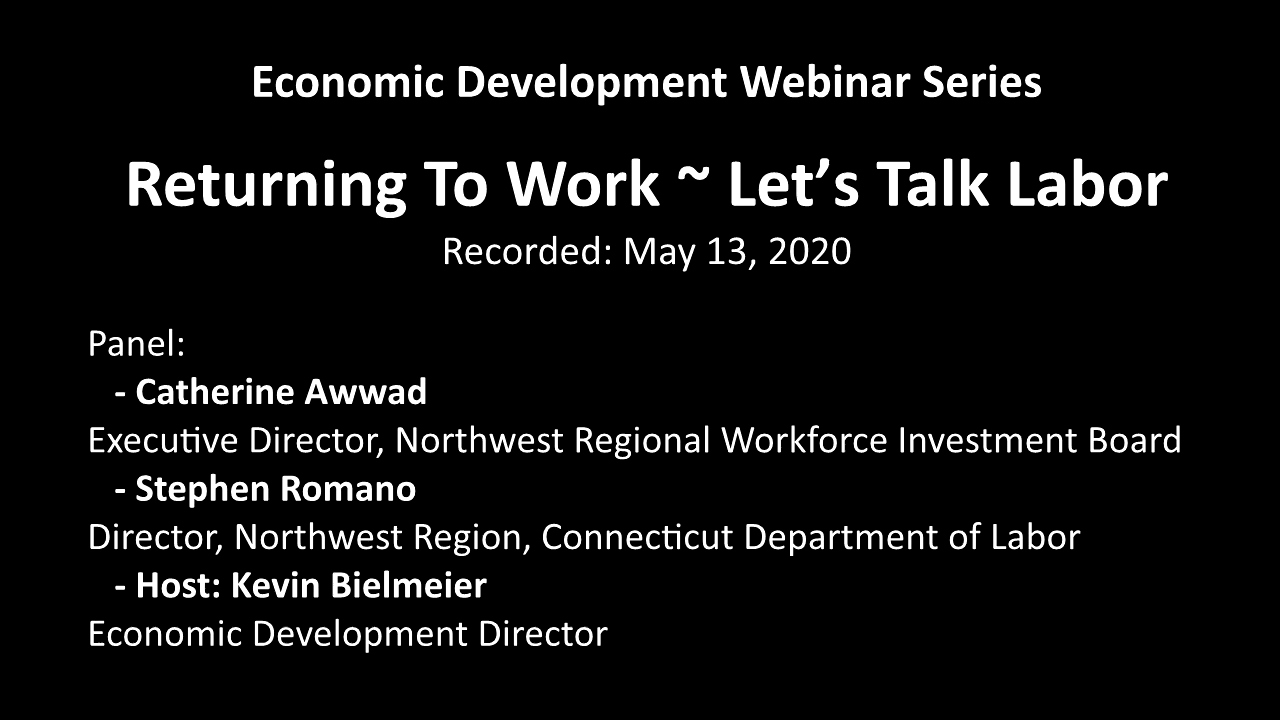 Economic Development Webinar Series
Returning To Work ~ Let’s Talk Labor
Recorded: May 13, 2020
Panel:
- Catherine Awwad
Executive Director, Northwest Regional Workforce Investment Board
- Stephen Romano
Director, Northwest Region, Connecticut Department of Labor
- Host: Kevin Bielmeier
Economic Development Director